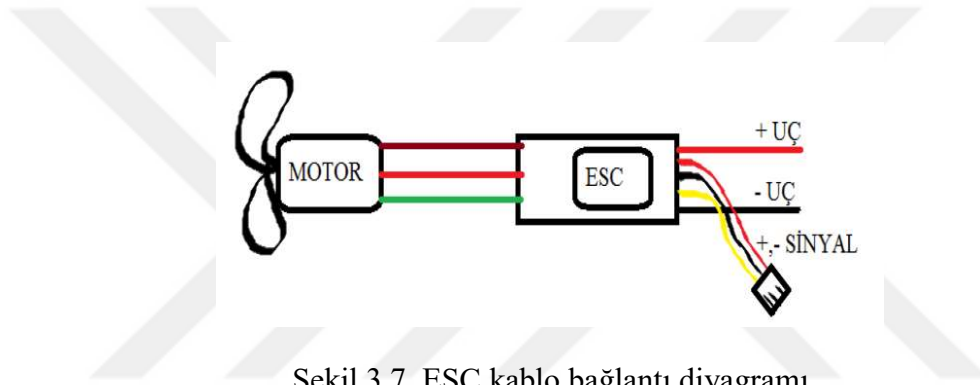 + UÇ
MOTOR
ESC
- UÇ
+,- SİNYAL
Şekil 3.7. ESC kablo bağlantı diyagramı